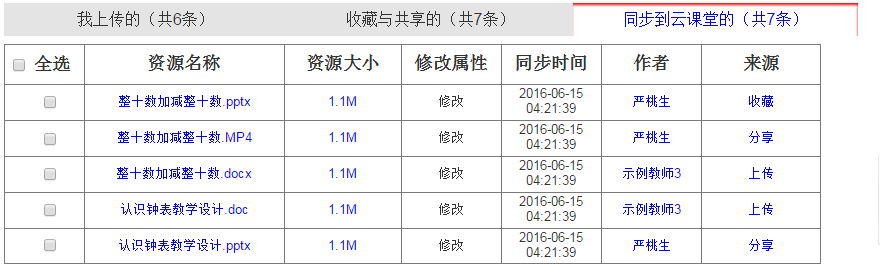 我上传的（共6条） 收藏与共享的（共7条） 同步到云课堂的（共7条）
全选 资源名称 资源大小 修改属性 同步时间 作者 来源
整十数加减整十数.pptx 1.1M 修改 2016-06-15 04:21:39 严桃生 收藏
整十数加减整十数.MP4 1.1M 修改 2016-06-15 04:21:39 严桃生 分享
整十数加减整十数.docx 1.1M 修改 2016-06-15 04:21:39 示例教师3 上传
认识钟表教学设计.doc 1.1M 修改 2016-06-15 04:21:39 示例教师3 上传
认识钟表教学设计.pptx 1.1M 修改 2016-06-15 04:21:39 严桃生 分享